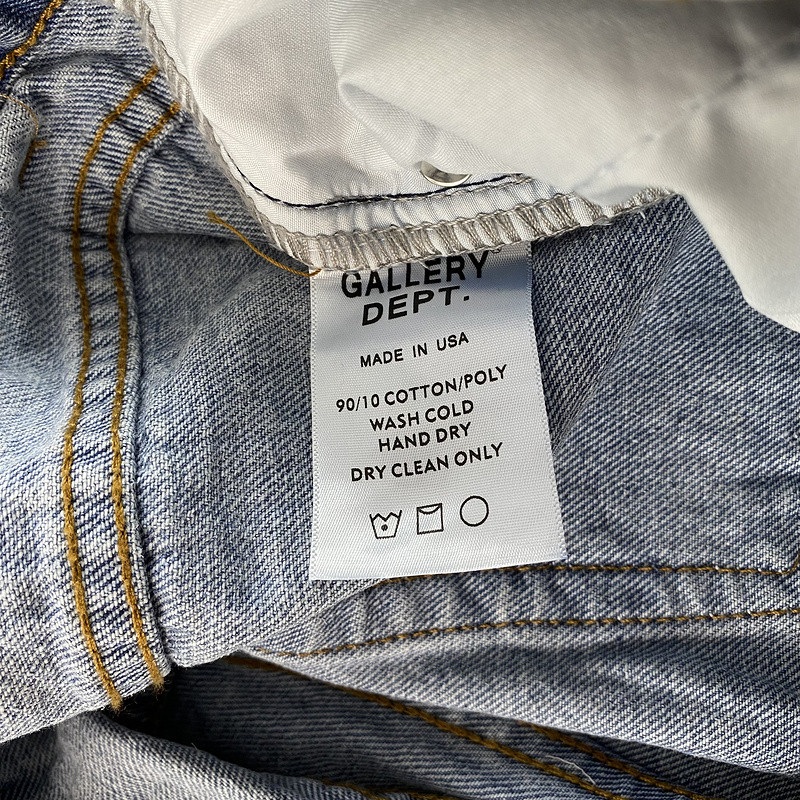 GALLERY
DEPT.
MADE IN USA
90/10 COTTON/POLY
WASH COLD
HAND DRY
DRY CLEAN ONLY